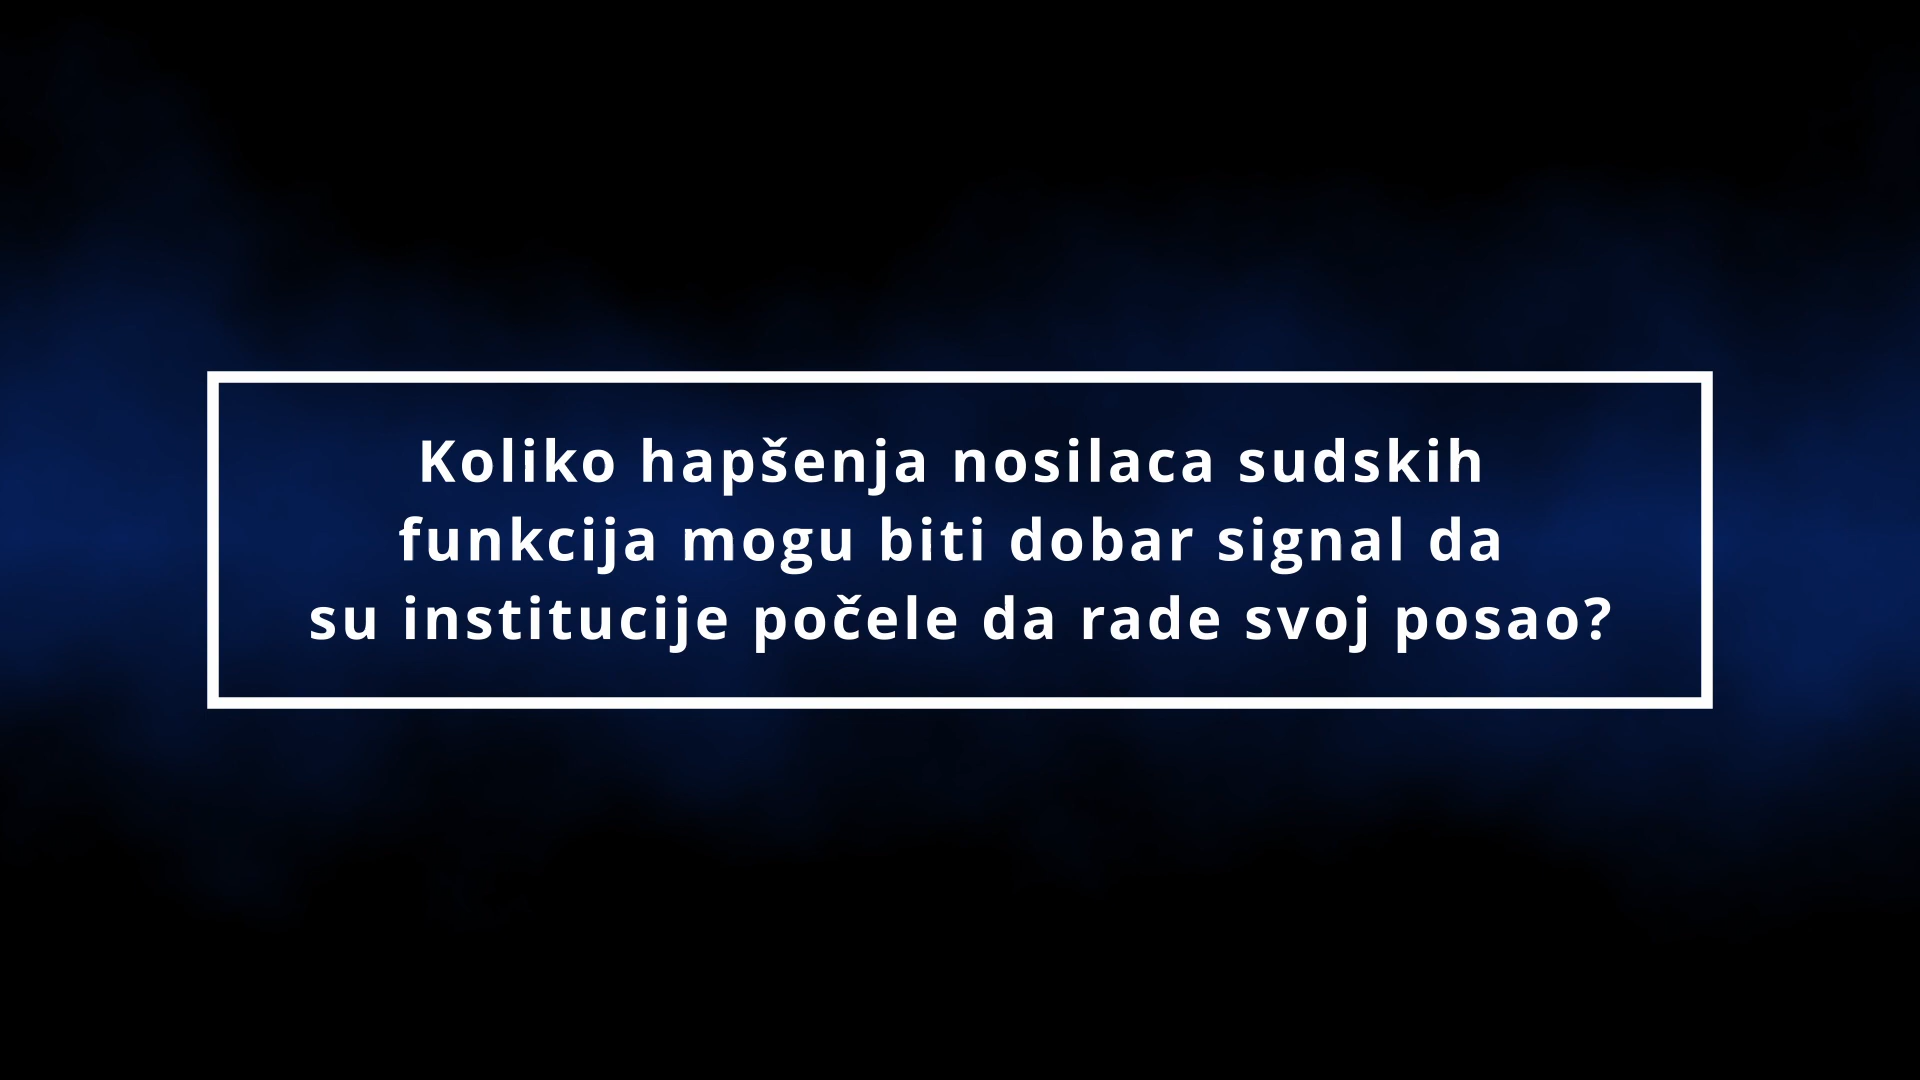 Koliko hapšenja nosilaca sudskih
funkcija mogu biti dobar signal da
su institucije počele da rade svoj posao?